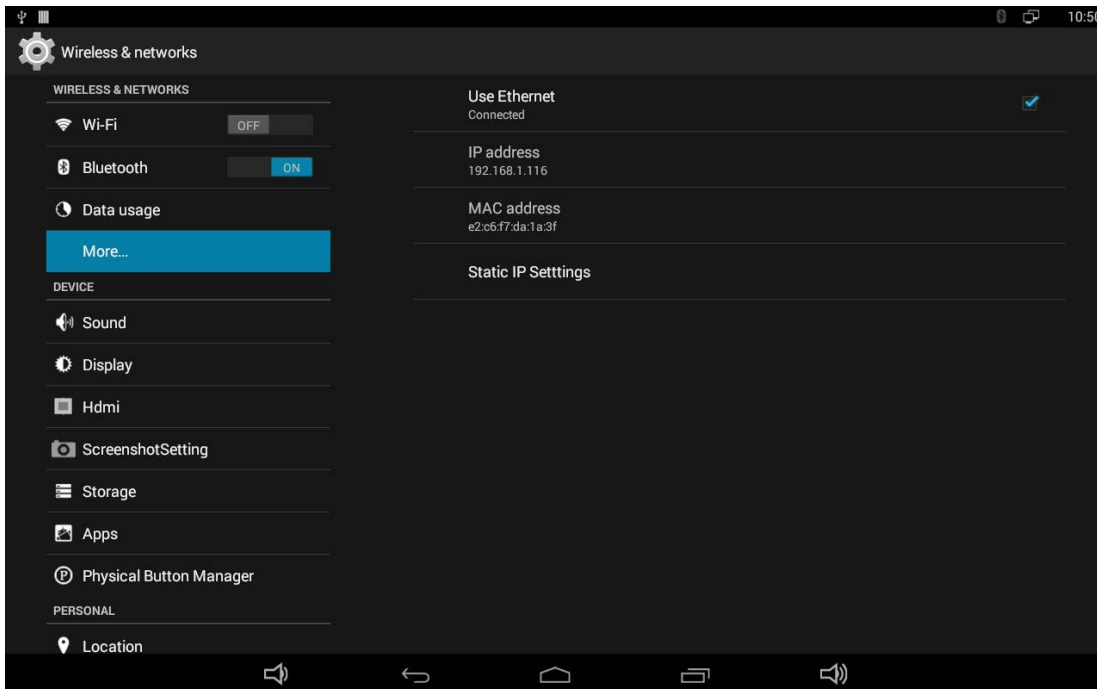 10:50
Wireless & networks
WIRELESS & NETWORKS
Wi-Fi
OFF
Bluetooth
ON
Data usage
More...
DEVICE
Sound
Display
Hdmi
ScreenshotSetting
Storage
Apps
Physical Button Manager
PERSONAL
Location
Use Ethernet
Connected
IP address
192.168.1.116
MAC address
e2:c6:f7:da:1a:3f
Static IP Setttings